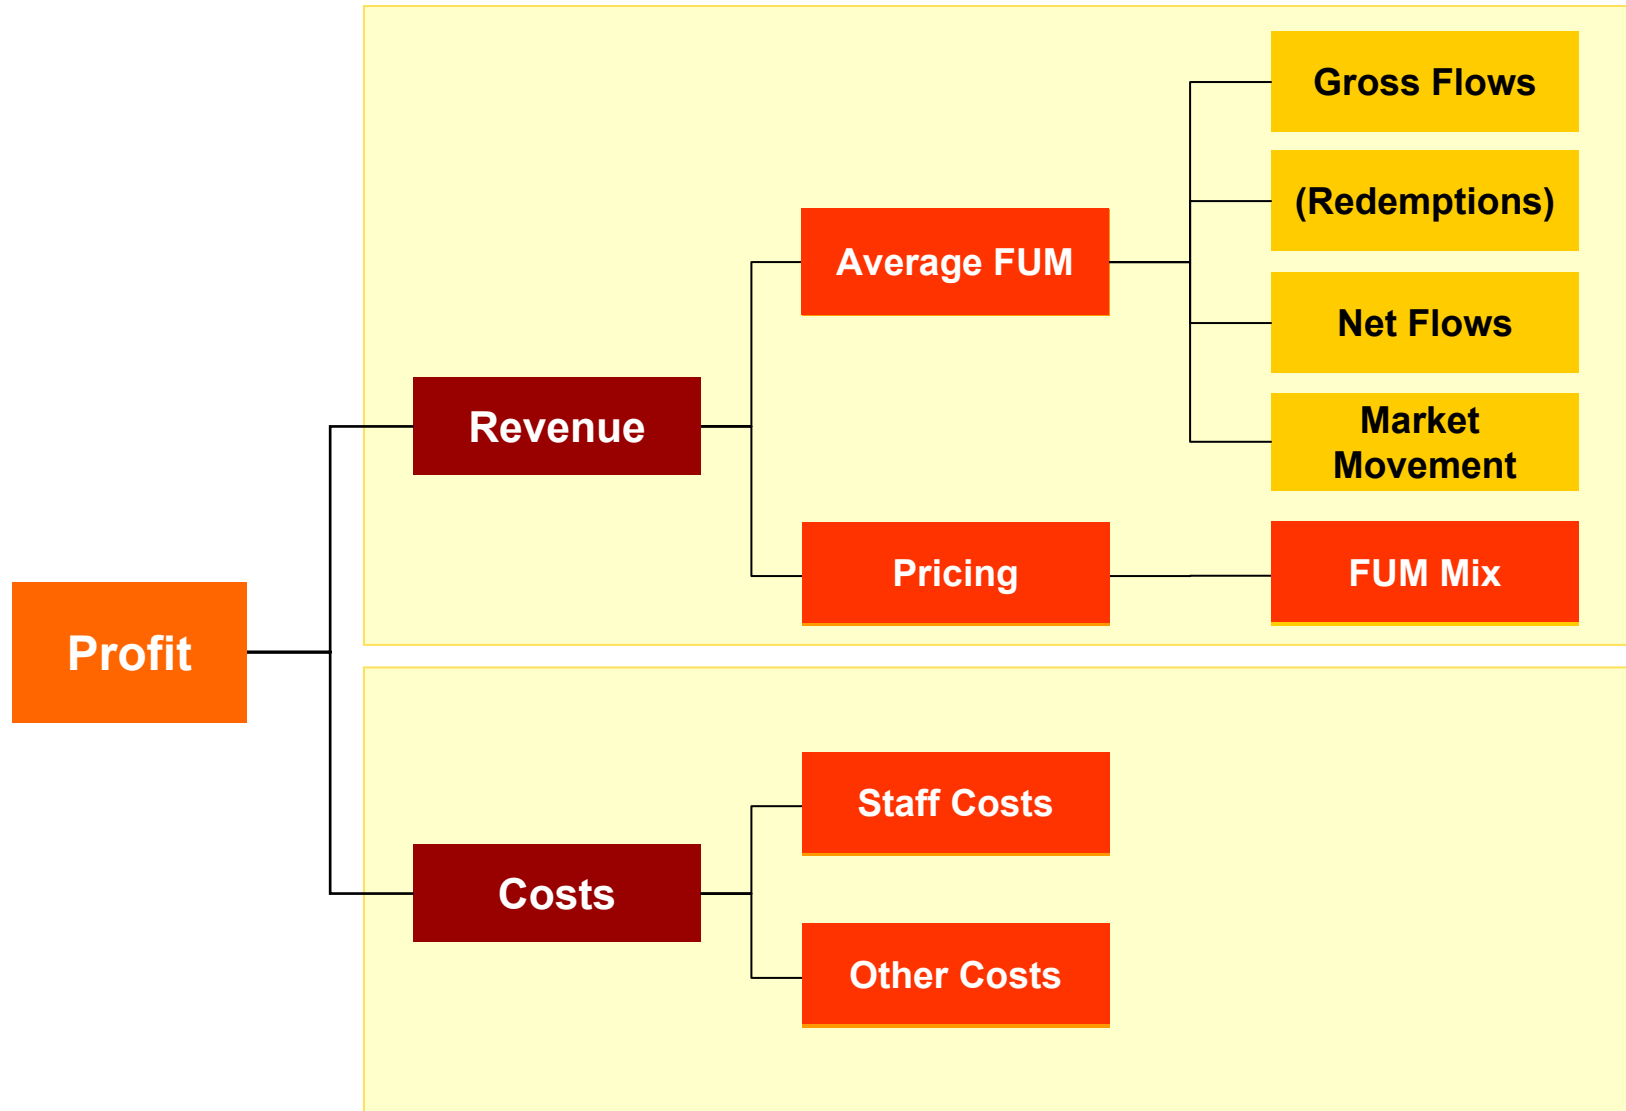 Gross Flows
(Redemptions)
Average FUM
Net Flows
Market
Movement
Revenue
Pricing
FUM Mix
Profit
Staff Costs
Costs
Other Costs